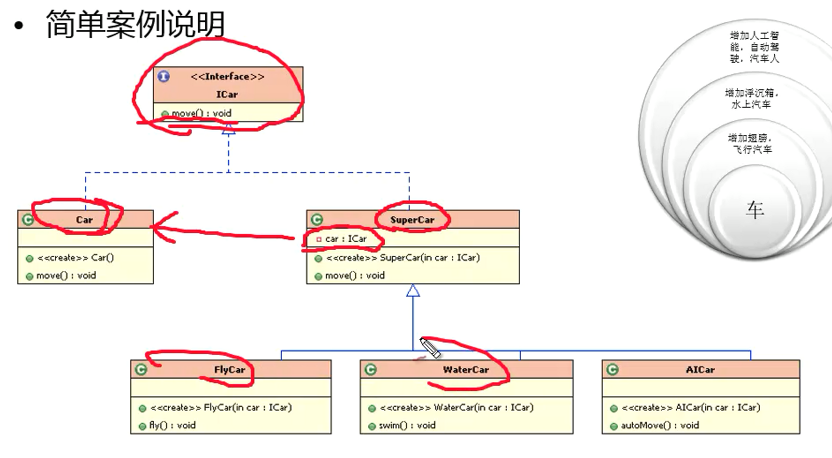 • 简单案例说明
<<Interface>>
ICar
move() : void
Car
<<create>> Car()
move() : void
SuperCar
car : ICar
<<create>> SuperCar(in car : ICar)
move() : void
FlyCar
<<create>> FlyCar(in car : ICar)
fly() : void
WaterCar
<<create>> WaterCar(in car : ICar)
swim() : void
AICar
<<create>> AICar(in car : ICar)
autoMove() : void
增加人工智
能，自动驾
驶，汽车人
增加浮沉箱，
水上汽车
增加翅膀，
飞行汽车
车